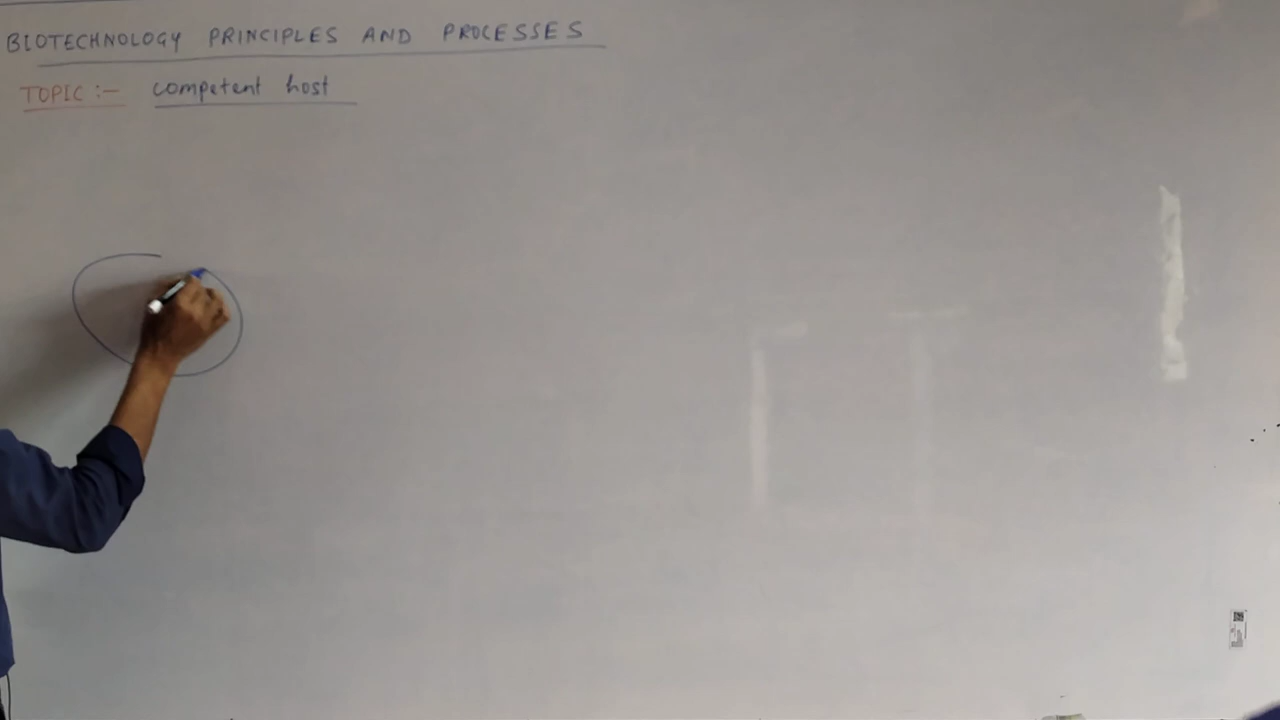 BIOTECHNOLOGY PRINCIPLES AND PROCESSES
TOPIC :- competent host